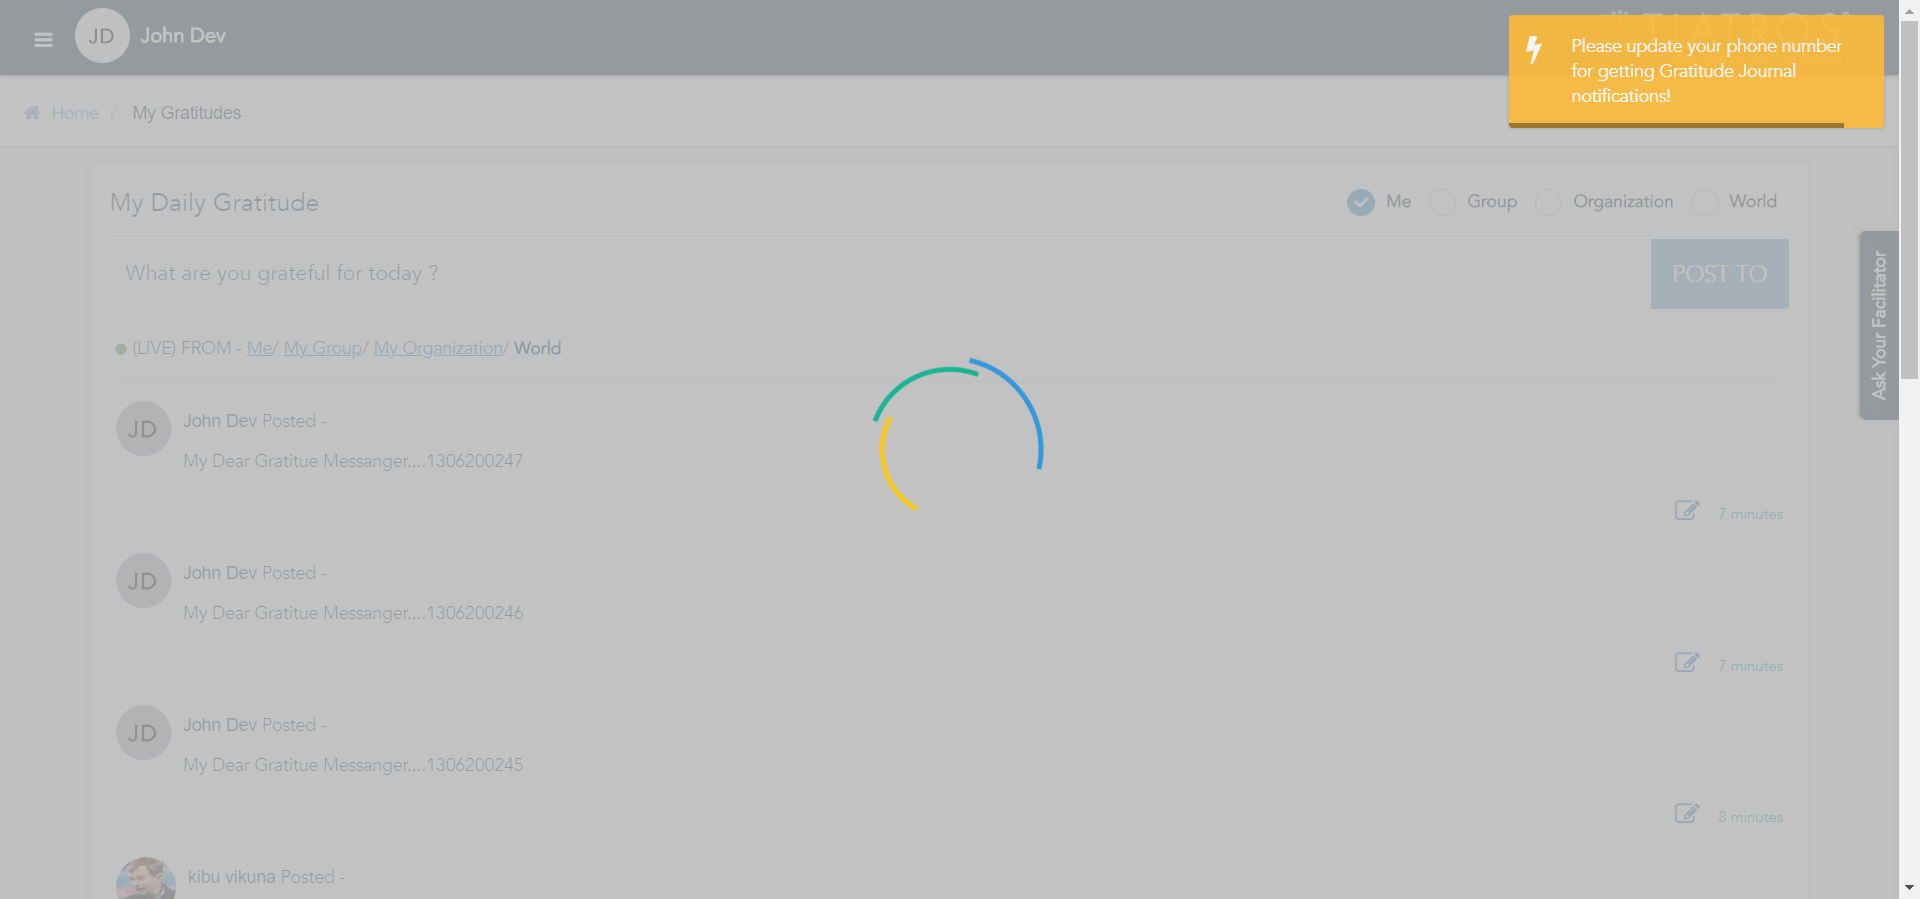 JD John Dev
TIATROS
Please update your phone number
for getting Gratitude Journal
notifications!
Home / My Gratitudes
My Daily Gratitude
Me Group Organization World
What are you grateful for today ?
POST TO
Ask Your Facilitator
(LIVE) FROM - Me/ My Group/ My Organization/ World
JD John Dev Posted -
My Dear Gratitue Messanger....1306200247
7 minutes
JD John Dev Posted -
My Dear Gratitue Messanger....1306200246
7 minutes
JD John Dev Posted -
My Dear Gratitue Messanger....1306200245
8 minutes
kibu vikuna Posted -